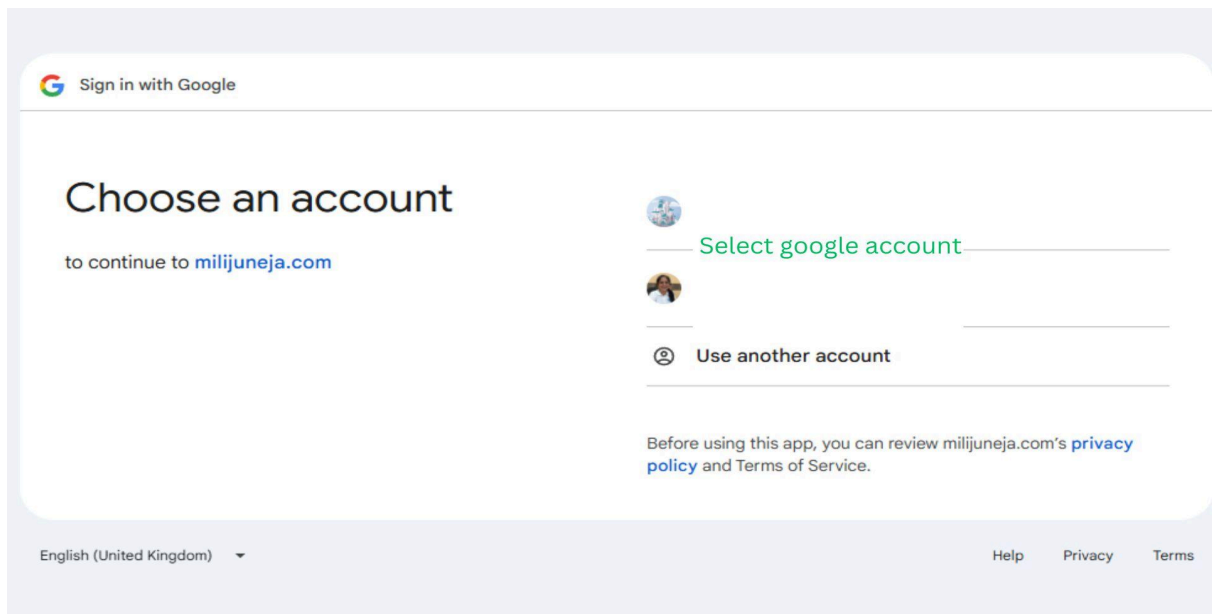 Sign in with Google
Choose an account
to continue to milijuneja.com
Select google account
Use another account
Before using this app, you can review milijuneja.com's privacy
policy and Terms of Service.
English (United Kingdom)
Help Privacy Terms